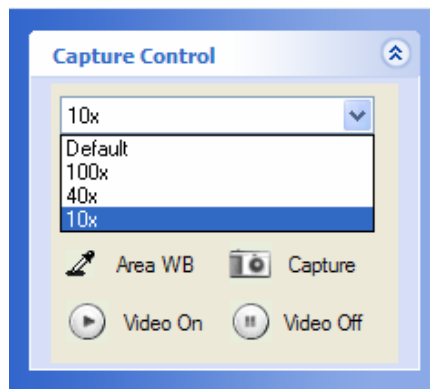 Capture Control
10x
Default
100x
40x
10x
Area WB Capture
Video On Video Off